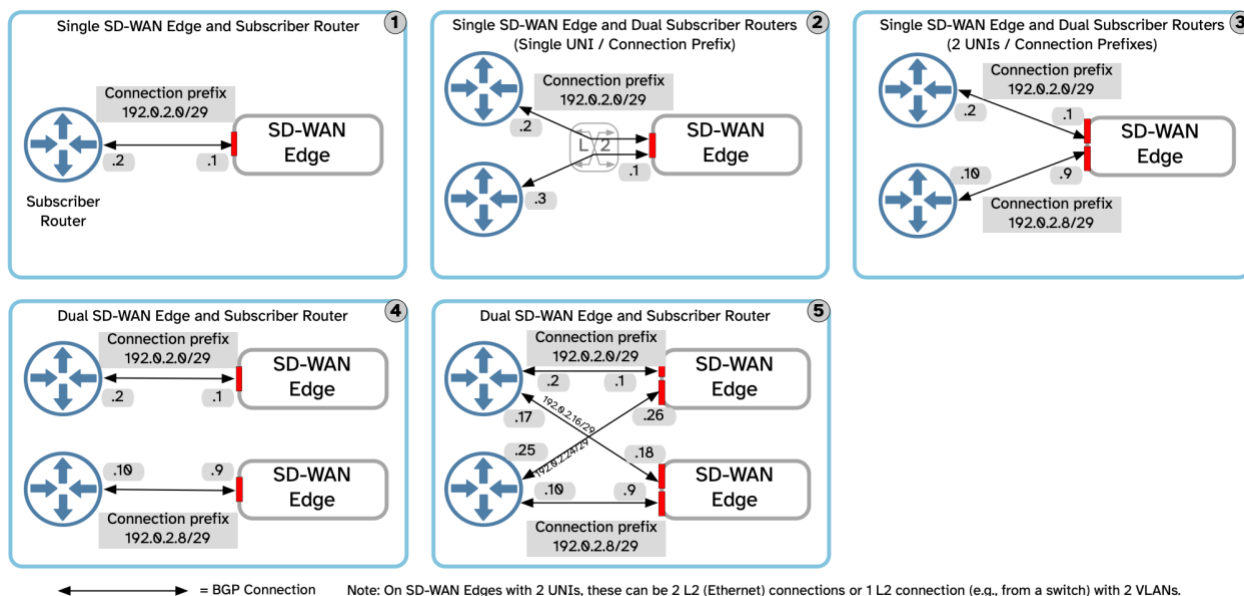 Single SD-WAN Edge and Subscriber Router
1
Connection prefix
192.0.2.0/29
.2
.1
SD-WAN
Edge
Subscriber
Router
Single SD-WAN Edge and Dual Subscriber Routers
(Single UNI / Connection Prefix)
2
Connection prefix
192.0.2.0/29
.2
L 2
.1
.3
SD-WAN
Edge
Single SD-WAN Edge and Dual Subscriber Routers
(2 UNIs / Connection Prefixes)
3
Connection prefix
192.0.2.0/29
.2
.1
SD-WAN
Edge
.10
.9
Connection prefix
192.0.2.8/29
Dual SD-WAN Edge and Subscriber Router
4
Connection prefix
192.0.2.0/29
.2
.1
SD-WAN
Edge
.10
.9
SD-WAN
Edge
Connection prefix
192.0.2.8/29
Dual SD-WAN Edge and Subscriber Router
5
Connection prefix
192.0.2.0/29
.2
.1
SD-WAN
Edge
.17
192.0.2.16/29
.26
.25
192.0.2.24/29
.18
.10
.9
SD-WAN
Edge
Connection prefix
192.0.2.8/29
= BGP Connection
Note: On SD-WAN Edges with 2 UNIs, these can be 2 L2 (Ethernet) connections or 1 L2 connection (e.g., from a switch) with 2 VLANs.